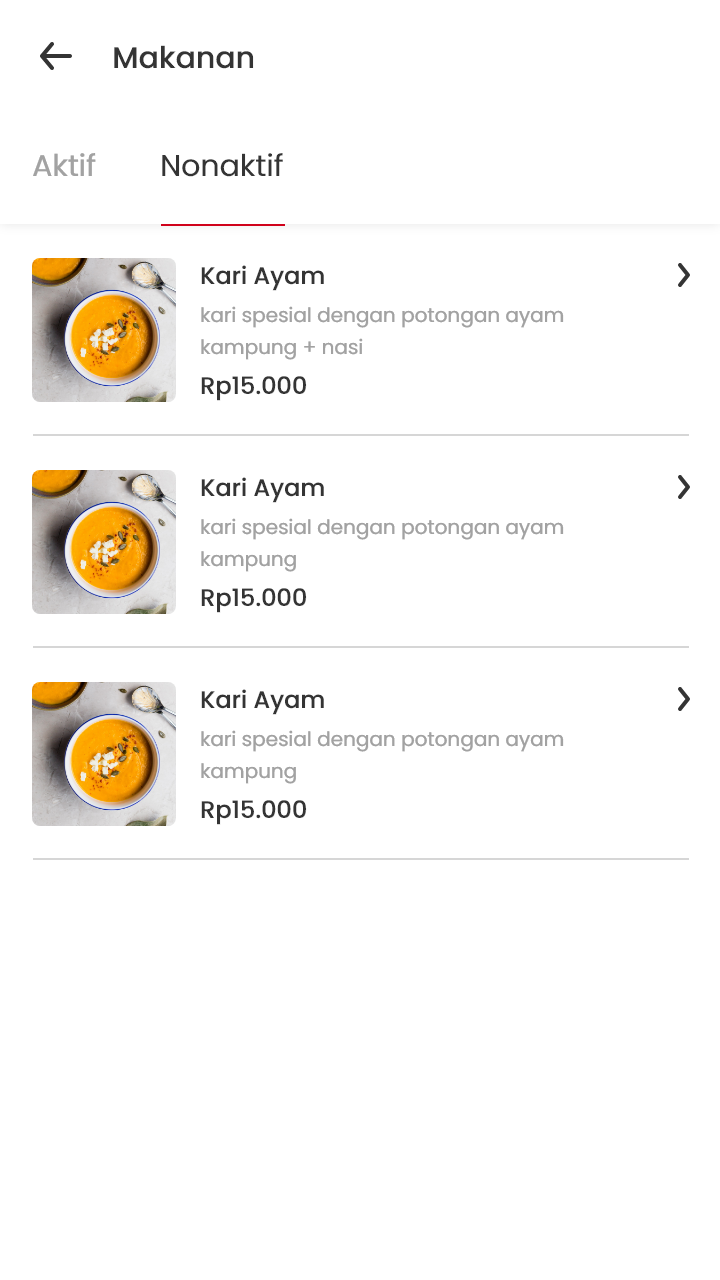 Makanan
Aktif
Nonaktif
Kari Ayam
kari spesial dengan potongan ayam
kampung + nasi
Rp15.000
Kari Ayam
kari spesial dengan potongan ayam
kampung
Rp15.000
Kari Ayam
kari spesial dengan potongan ayam
kampung
Rp15.000